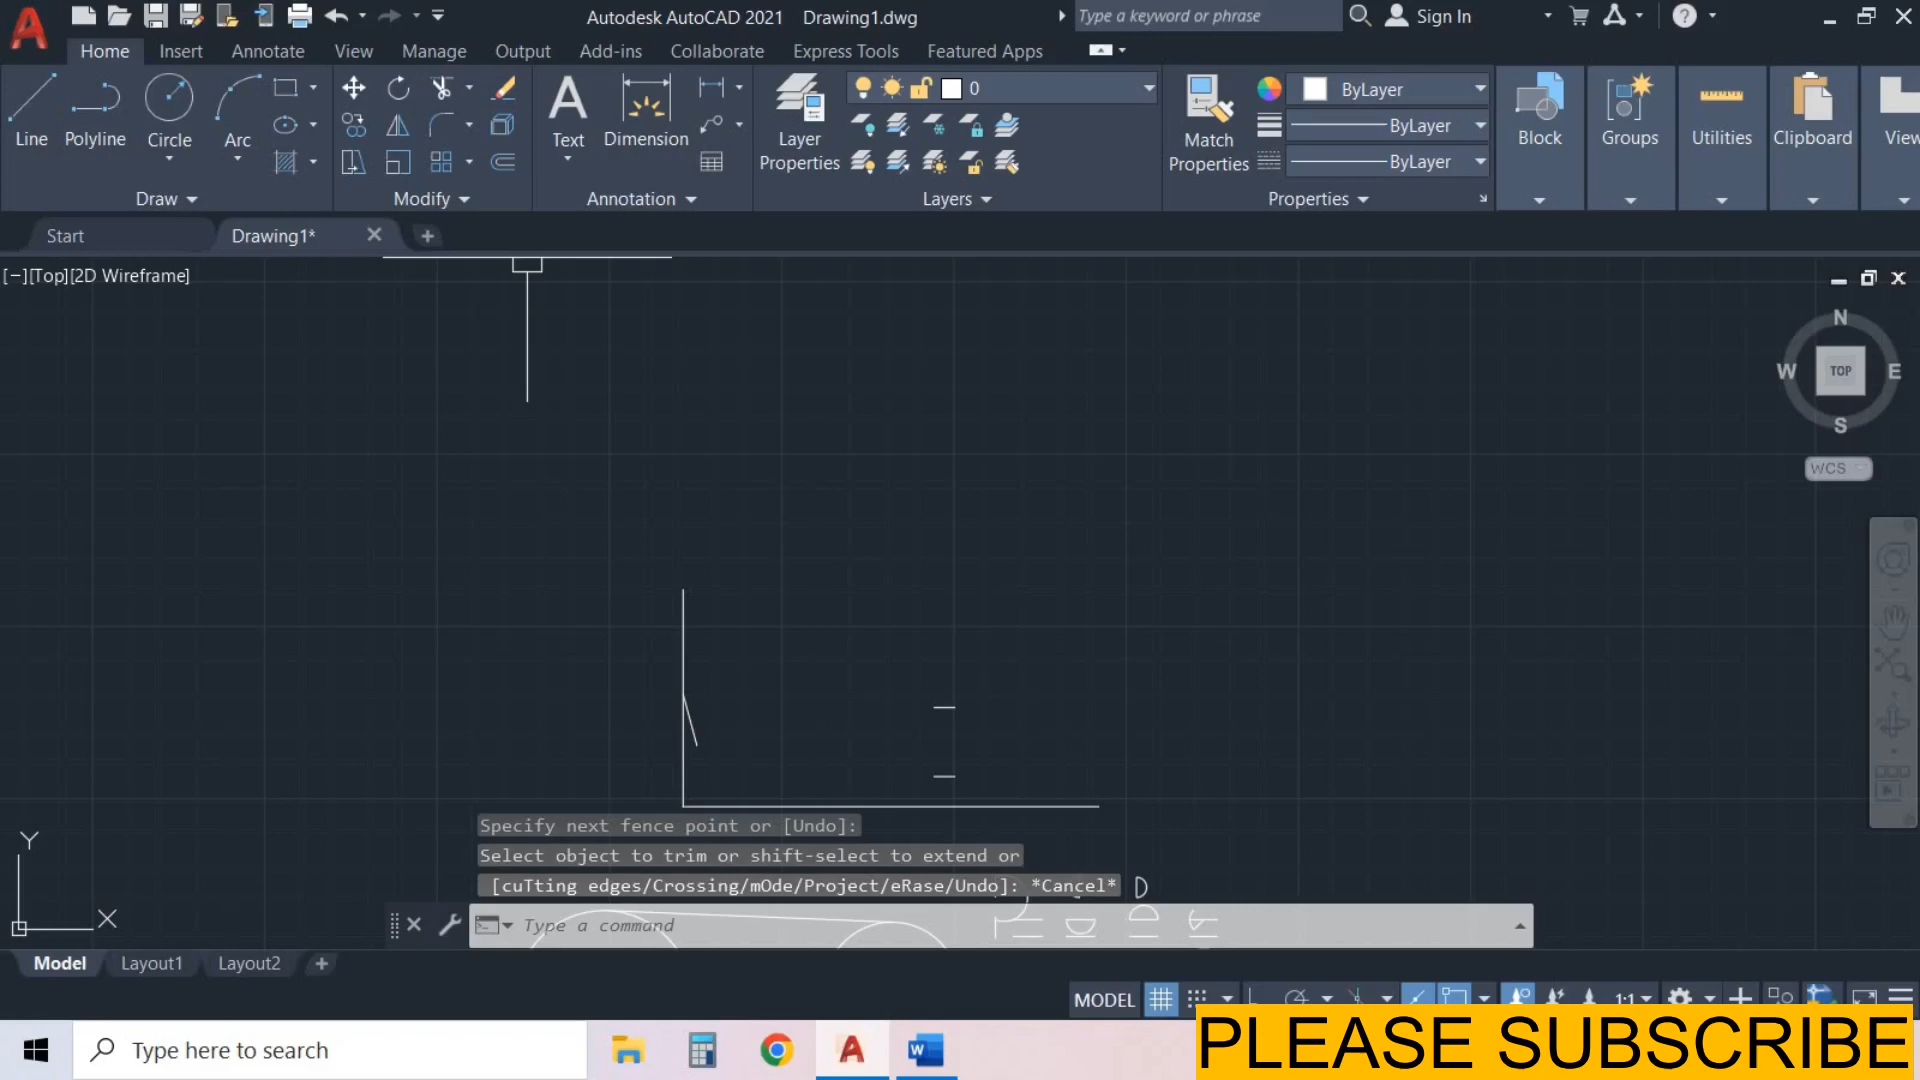 Autodesk AutoCAD 2021 Drawing1.dwg
Type a keyword or phrase
Sign In
Home Insert Annotate View Manage Output Add-ins Collaborate Express Tools Featured Apps
Line Polyline Circle Arc
Text Dimension
Layer Properties
0
Match Properties
ByLayer
ByLayer
ByLayer
Block Groups Utilities Clipboard View
Draw Modify Annotation Layers Properties
Start Drawing1*
[−][Top][2D Wireframe]
N
W TOP E
S
WCS
Specify next fence point or [Undo]:
Select object to trim or shift-select to extend or
[cuTting edges/Crossing/mOde/Project/eRase/Undo]: *Cancel*
Y
X
Type a command
Model Layout1 Layout2
MODEL 1:1
Type here to search
PLEASE SUBSCRIBE